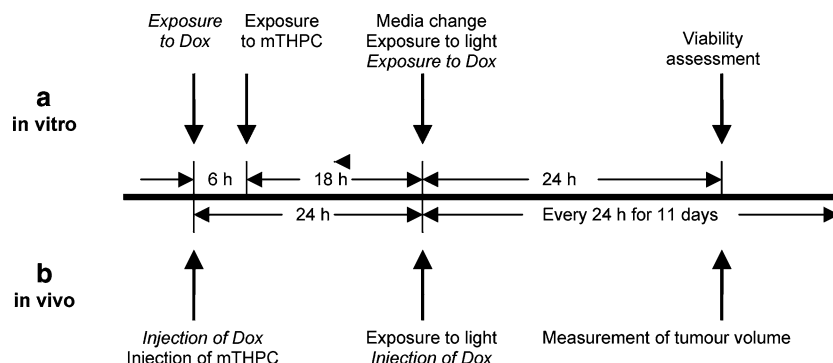 Exposure
to Dox
Exposure
to mTHPC
Media change
Exposure to light
Exposure to Dox
Viability
assessment
a
in vitro
6 h
18 h
24 h
24 h
Every 24 h for 11 days
b
in vivo
Injection of Dox
Injection of mTHPC
Exposure to light
Injection of Dox
Measurement of tumour volume